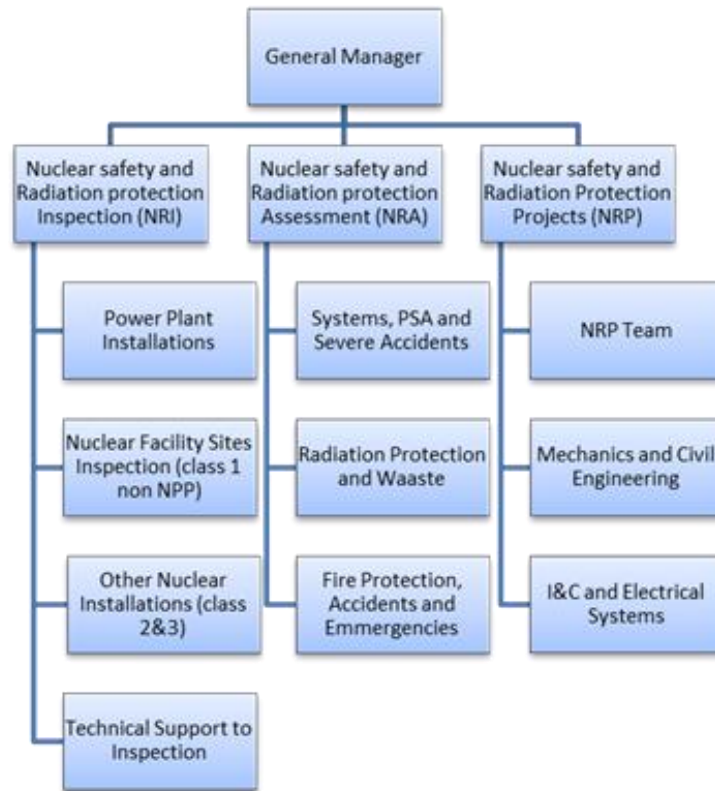 General Manager
Nuclear safety and
Radiation protection
Inspection (NRI)
Nuclear safety and
Radiation protection
Assessment (NRA)
Nuclear safety and
Radiation Protection
Projects (NRP)
Power Plant
Installations
Nuclear Facility Sites
Inspection (class 1
non NPP)
Other Nuclear
Installations (class
2&3)
Technical Support to
Inspection
Systems, PSA and
Severe Accidents
Radiation Protection
and Waaste
Fire Protection,
Accidents and
Emmergencies
NRP Team
Mechanics and Civil
Engineering
I&C and Electrical
Systems